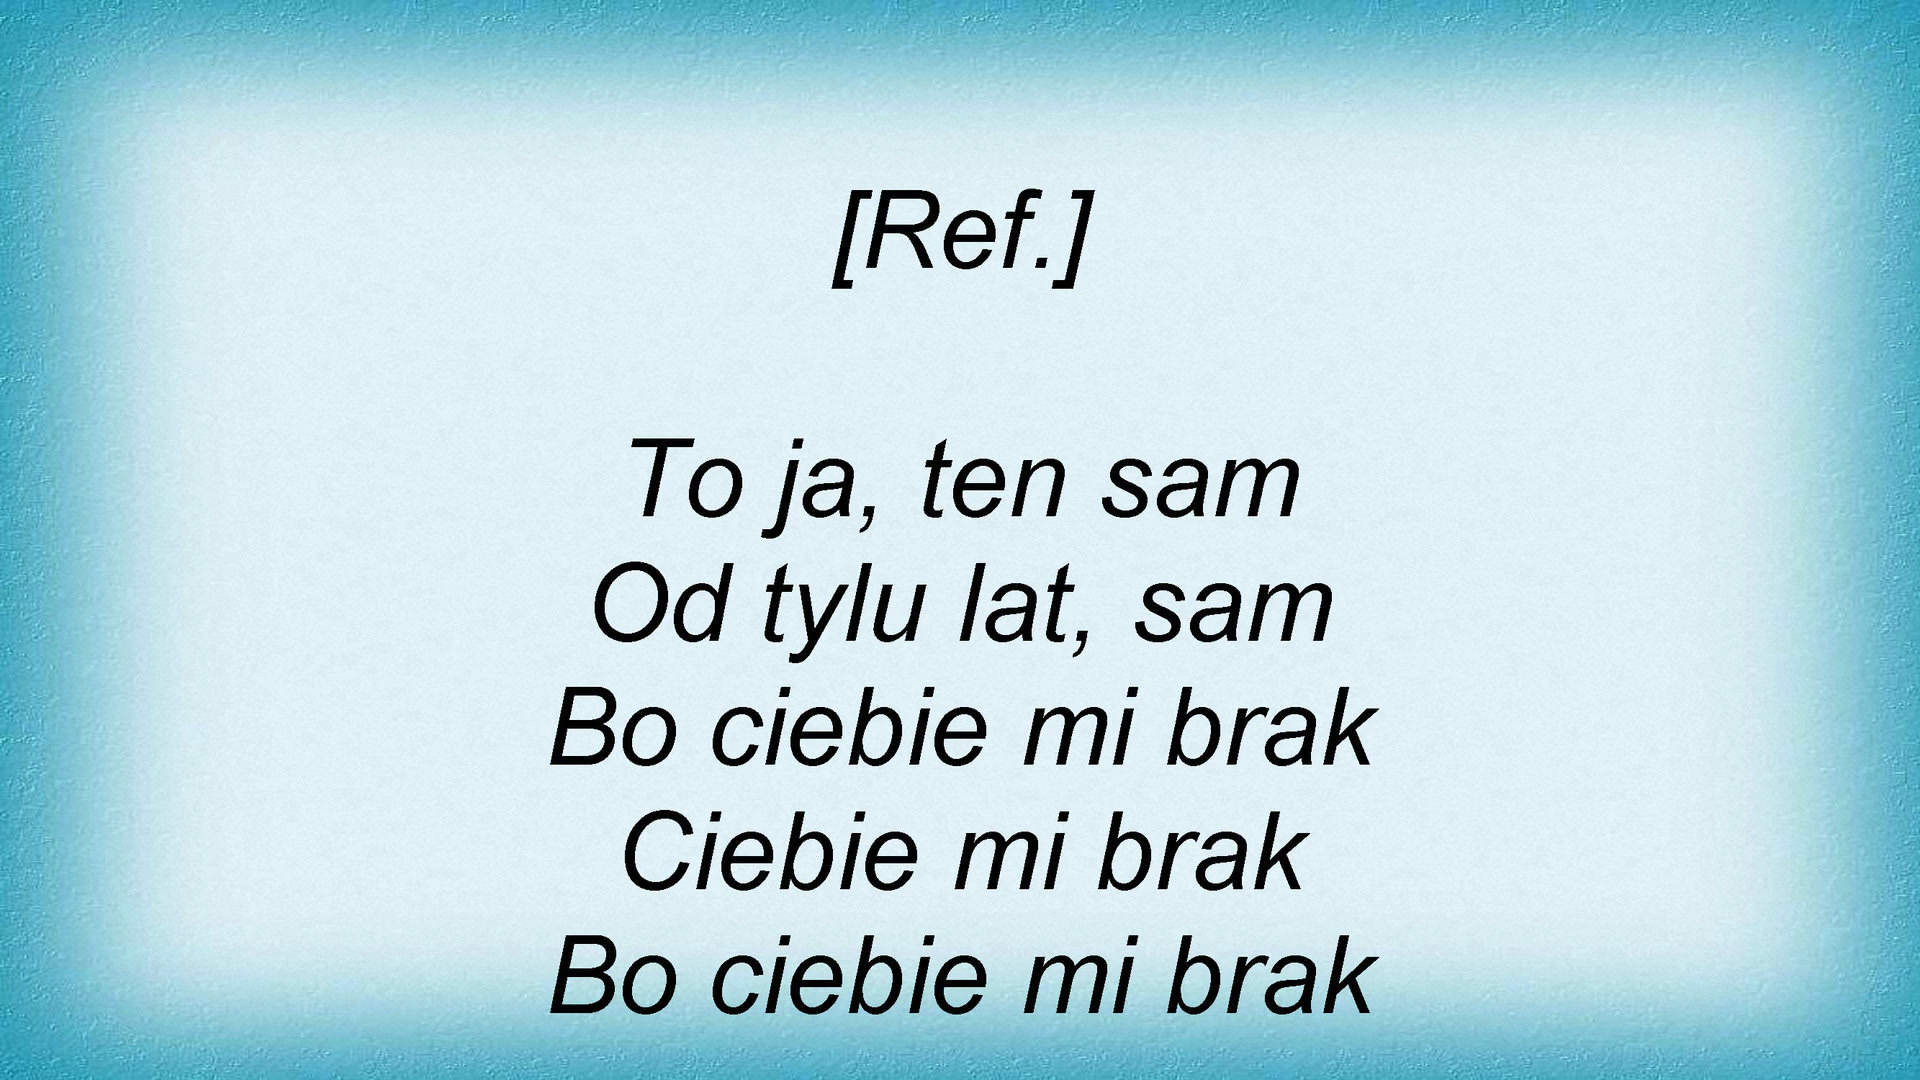 [Ref.]
To ja, ten sam
Od tylu lat, sam
Bo ciebie mi brak
Ciebie mi brak
Bo ciebie mi brak